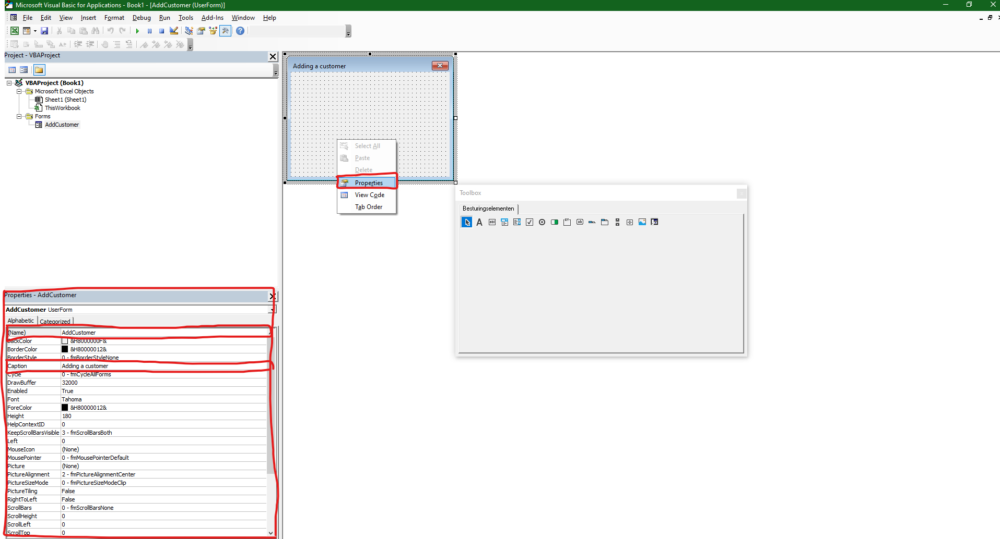 Microsoft Visual Basic for Applications - Book1 - [AddCustomer (UserForm)]
File Edit View Insert Format Debug Run Tools Add-Ins Window Help
Project - VBAProject
VBAProject (Book1)
Microsoft Excel Objects
Sheet1 (Sheet1)
ThisWorkbook
Forms
AddCustomer
Adding a customer
Select All
Paste
Delete
Properties
View Code
Tab Order
Toolbox
Besturingselementen
Properties - AddCustomer
AddCustomer UserForm
Alphabetic Categorized
(Name) AddCustomer
BackColor &H8000000F&
BorderColor &H80000012&
BorderStyle 0 - fmBorderStyleNone
Caption Adding a customer
Cycle 0 - fmCycleAllForms
DrawBuffer 32000
Enabled True
Font Tahoma
ForeColor &H80000012&
Height 180
HelpContextID 0
KeepScrollBarsVisible 3 - fmScrollBarsBoth
Left 0
MouseIcon (None)
MousePointer 0 - fmMousePointerDefault
Picture (None)
PictureAlignment 2 - fmPictureAlignmentCenter
PictureSizeMode 0 - fmPictureSizeModeClip
PictureTiling False
RightToLeft False
ScrollBars 0 - fmScrollBarsNone
ScrollHeight 0
ScrollLeft 0
ScrollTop 0